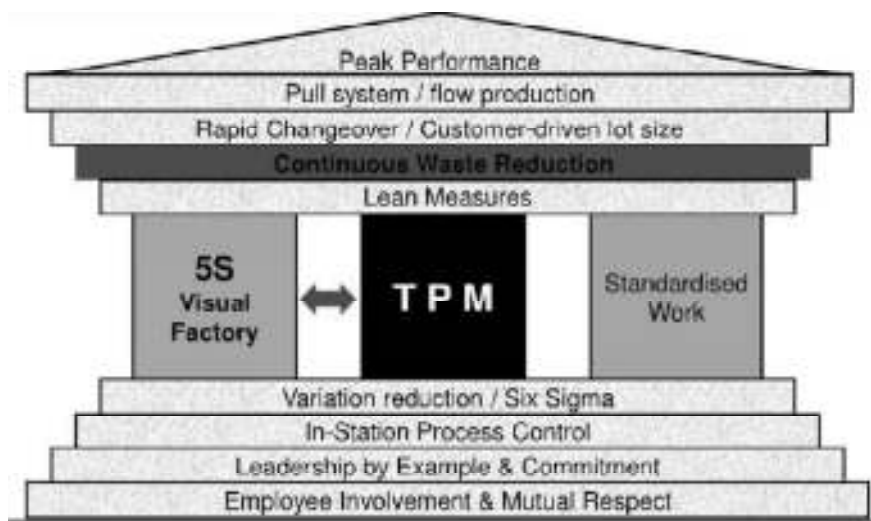 Peak Performance
Pull system / flow production
Rapid Changeover / Customer-driven lot size
Continuous Waste Reduction
Lean Measures
5S
Visual
Factory
TPM
Standardised
Work
Variation reduction / Six Sigma
In-Station Process Control
Leadership by Example & Commitment
Employee Involvement & Mutual Respect